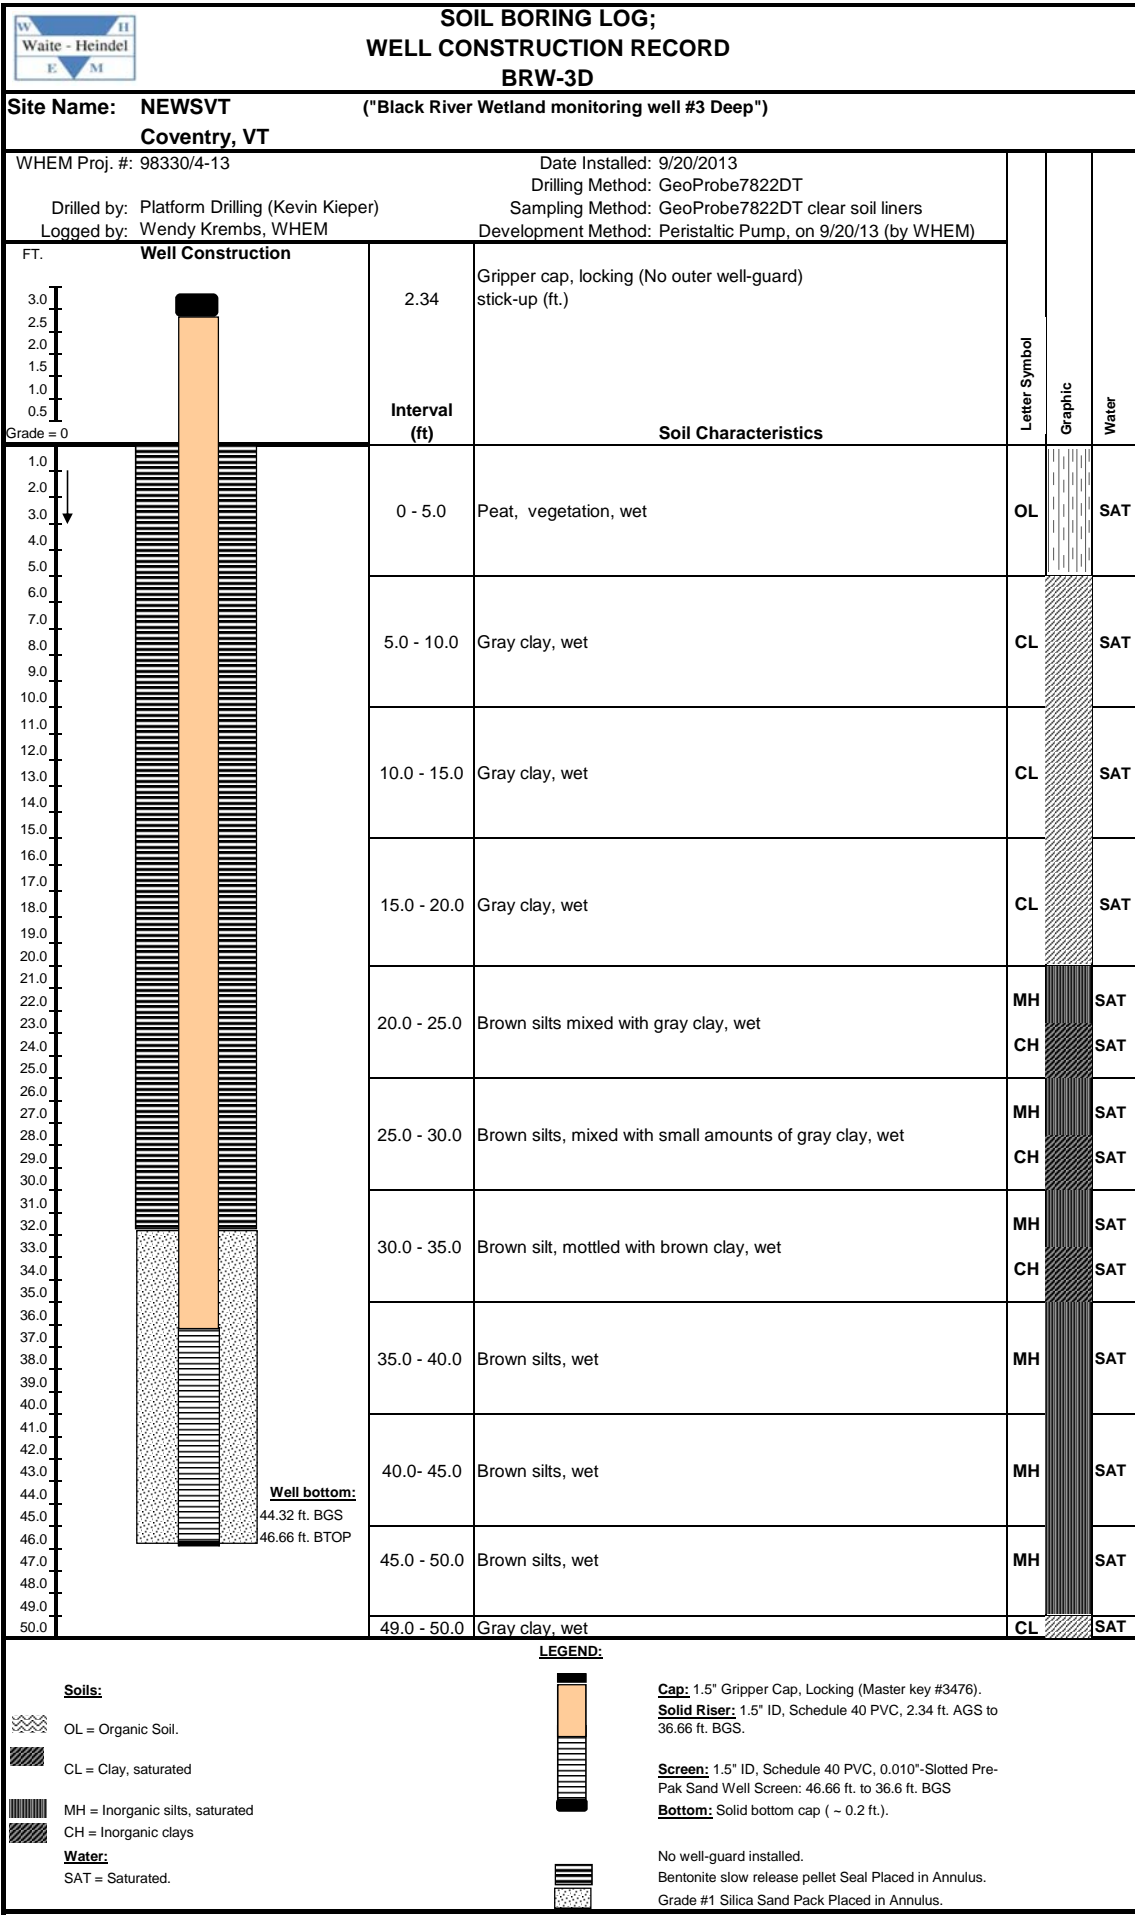 W H
Waite - Heindel
E M
SOIL BORING LOG;
WELL CONSTRUCTION RECORD
BRW-3D
Site Name: NEWSVT ("Black River Wetland monitoring well #3 Deep")
Coventry, VT
WHEM Proj. #: 98330/4-13 Date Installed: 9/20/2013
Drilling Method: GeoProbe7822DT
Drilled by: Platform Drilling (Kevin Kieper) Sampling Method: GeoProbe7822DT clear soil liners
Logged by: Wendy Krembs, WHEM Development Method: Peristaltic Pump, on 9/20/13 (by WHEM)
FT. Well Construction
Gripper cap, locking (No outer well-guard)
3.0 2.34 stick-up (ft.)
2.5
2.0
1.5
1.0
0.5 Interval
Grade = 0 (ft) Soil Characteristics Letter Symbol Graphic Water
1.0
2.0
3.0 0 - 5.0 Peat, vegetation, wet OL SAT
4.0
5.0
6.0
7.0
8.0 5.0 - 10.0 Gray clay, wet CL SAT
9.0
10.0
11.0
12.0
13.0 10.0 - 15.0 Gray clay, wet CL SAT
14.0
15.0
16.0
17.0
18.0 15.0 - 20.0 Gray clay, wet CL SAT
19.0
20.0
21.0
22.0 MH SAT
23.0 20.0 - 25.0 Brown silts mixed with gray clay, wet
24.0 CH SAT
25.0
26.0
27.0 MH SAT
28.0 25.0 - 30.0 Brown silts, mixed with small amounts of gray clay, wet
29.0 CH SAT
30.0
31.0
32.0 MH SAT
33.0 30.0 - 35.0 Brown silt, mottled with brown clay, wet
34.0 CH SAT
35.0
36.0
37.0
38.0 35.0 - 40.0 Brown silts, wet MH SAT
39.0
40.0
41.0
42.0
43.0 40.0- 45.0 Brown silts, wet MH SAT
44.0 Well bottom:
45.0 44.32 ft. BGS
46.0 46.66 ft. BTOP
47.0 45.0 - 50.0 Brown silts, wet MH SAT
48.0
49.0
50.0 49.0 - 50.0 Gray clay, wet CL SAT
LEGEND:
Soils:
OL = Organic Soil.
CL = Clay, saturated
MH = Inorganic silts, saturated
CH = Inorganic clays
Water:
SAT = Saturated.
Cap: 1.5" Gripper Cap, Locking (Master key #3476).
Solid Riser: 1.5" ID, Schedule 40 PVC, 2.34 ft. AGS to
36.66 ft. BGS.
Screen: 1.5" ID, Schedule 40 PVC, 0.010"-Slotted Pre-
Pak Sand Well Screen: 46.66 ft. to 36.6 ft. BGS
Bottom: Solid bottom cap ( ~ 0.2 ft.).
No well-guard installed.
Bentonite slow release pellet Seal Placed in Annulus.
Grade #1 Silica Sand Pack Placed in Annulus.